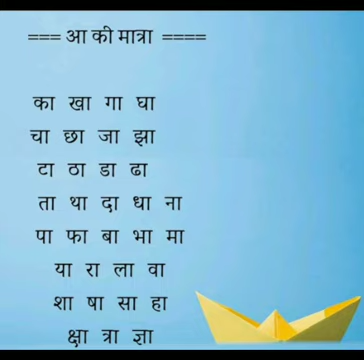 === आ की मात्रा ====
का खा गा घा
चा छा जा झा
टा ठा डा ढा
ता था दा धा ना
पा फा बा भा मा
या रा ला वा
शा षा सा हा
क्षा त्रा ज्ञा